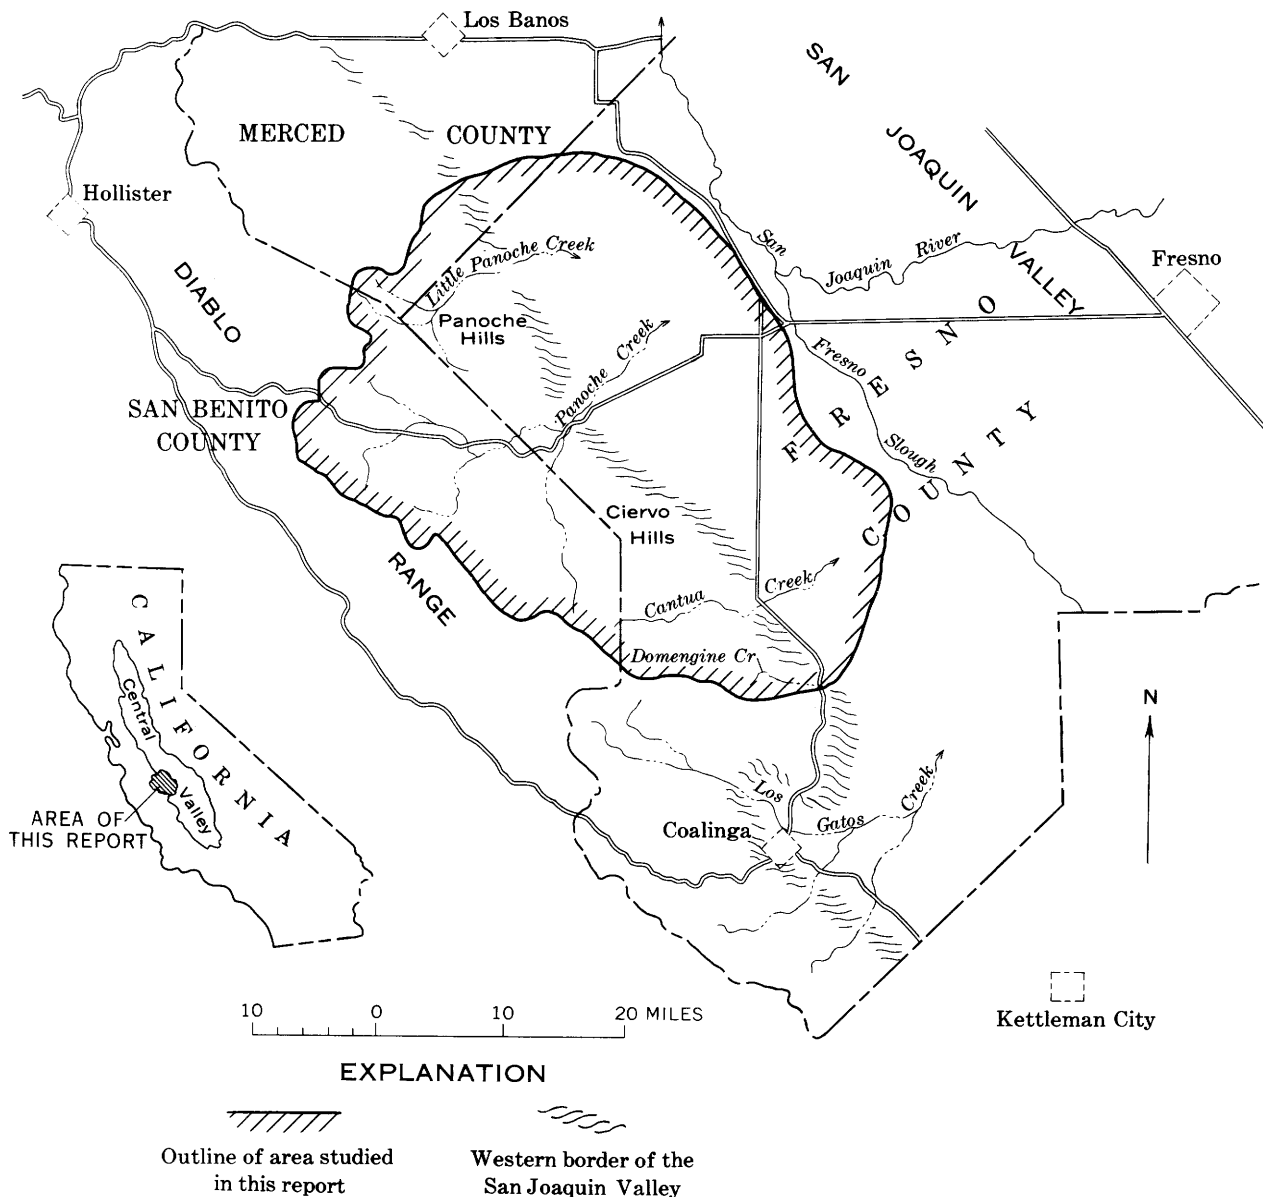 Los Banos
SAN
JOAQUIN
VALLEY
MERCED COUNTY
Hollister
DIABLO
RANGE
Little Panoche Creek
San Joaquin River
Fresno
Panoche
Hills
Panoche Creek
Fresno Slough
FRESNO
COUNTY
SAN BENITO
COUNTY
Ciervo
Hills
Cantua Creek
Domengine Cr
CALIFORNIA
Central Valley
AREA OF
THIS REPORT
N
Los Gatos Creek
Coalinga
Kettleman City
10 0 10 20 MILES
EXPLANATION
Outline of area studied
in this report
Western border of the
San Joaquin Valley